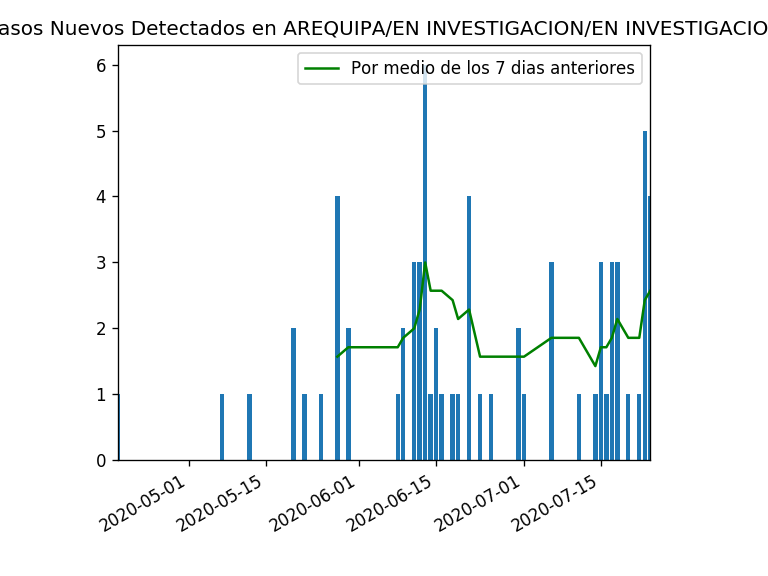 asos Nuevos Detectados en AREQUIPA/EN INVESTIGACION/EN INVESTIGACIO
Por medio de los 7 dias anteriores
6
5
4
3
2
1
0
2020-05-01 2020-05-15 2020-06-01 2020-06-15 2020-07-01 2020-07-15